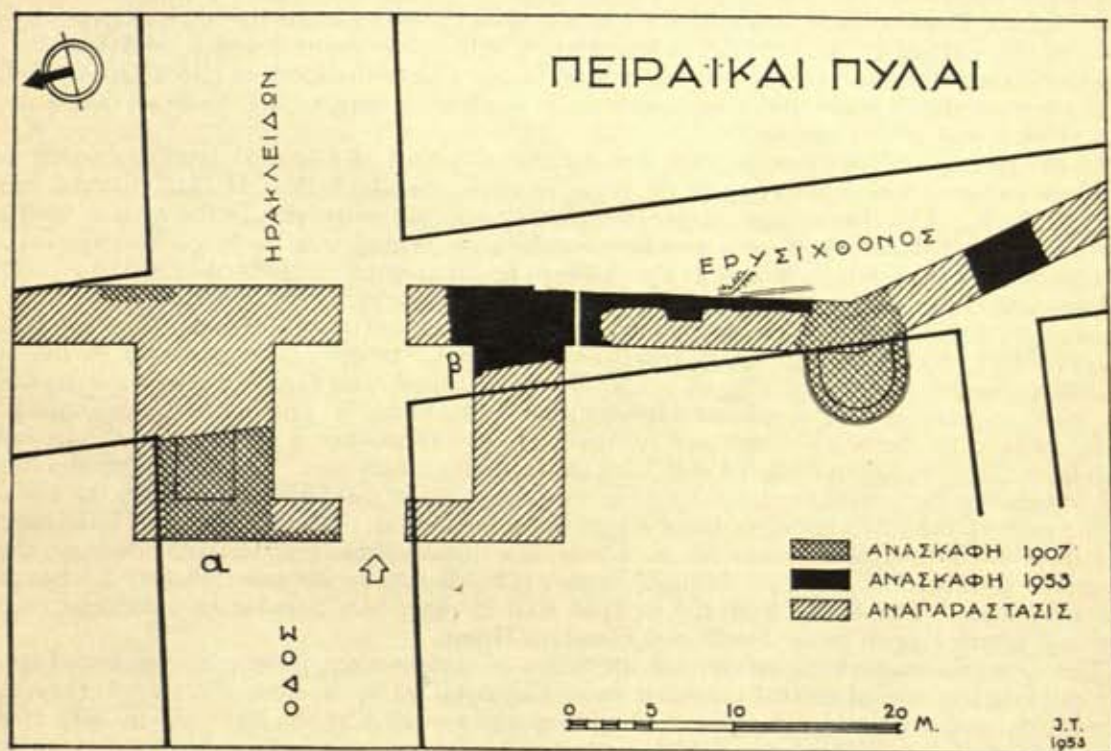 ΠΕΙΡΑΪΚΑΙ ΠΥΛΑΙ
ΗΡΑΚΛΕΙΔΩΝ
ΕΡΥΣΙΧΘΟΝΟΣ
β
α
ΟΔΟΣ
ΑΝΑΣΚΑΦΗ 1907
ΑΝΑΣΚΑΦΗ 1953
ΑΝΑΠΑΡΑΣΤΑΣΙΣ
0 5 10 20 Μ.
J.T.
1953